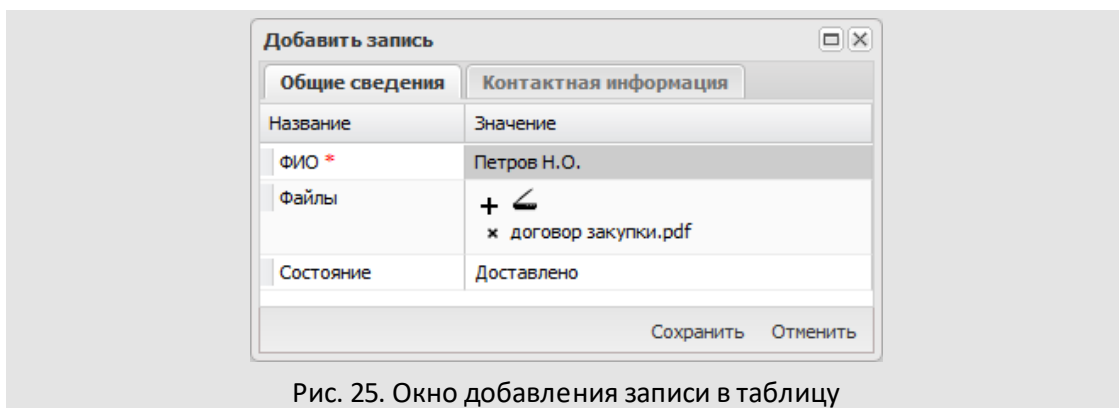 Добавить запись
Общие сведения Контактная информация
Название Значение
ФИО * Петров Н.О.
Файлы
договор закупки.pdf
Состояние Доставлено
Сохранить Отменить
Рис. 25. Окно добавления записи в таблицу